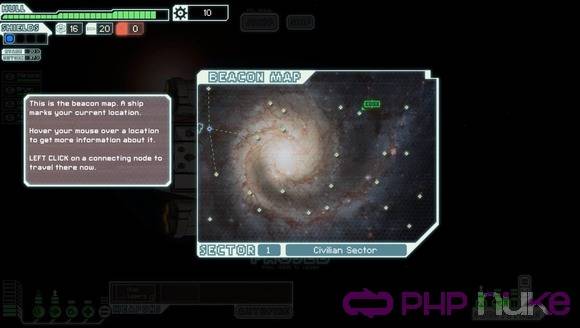 HULL
10
SHIELDS
16
20
0
BEACON MAP
This is the beacon map. A ship
marks your current location.
Hover your mouse over a location
to get more information about it.
LEFT CLICK on a connecting node to
travel there now.
EXIT
SECTOR 1 Civilian Sector
PAUSED
PHP nuke